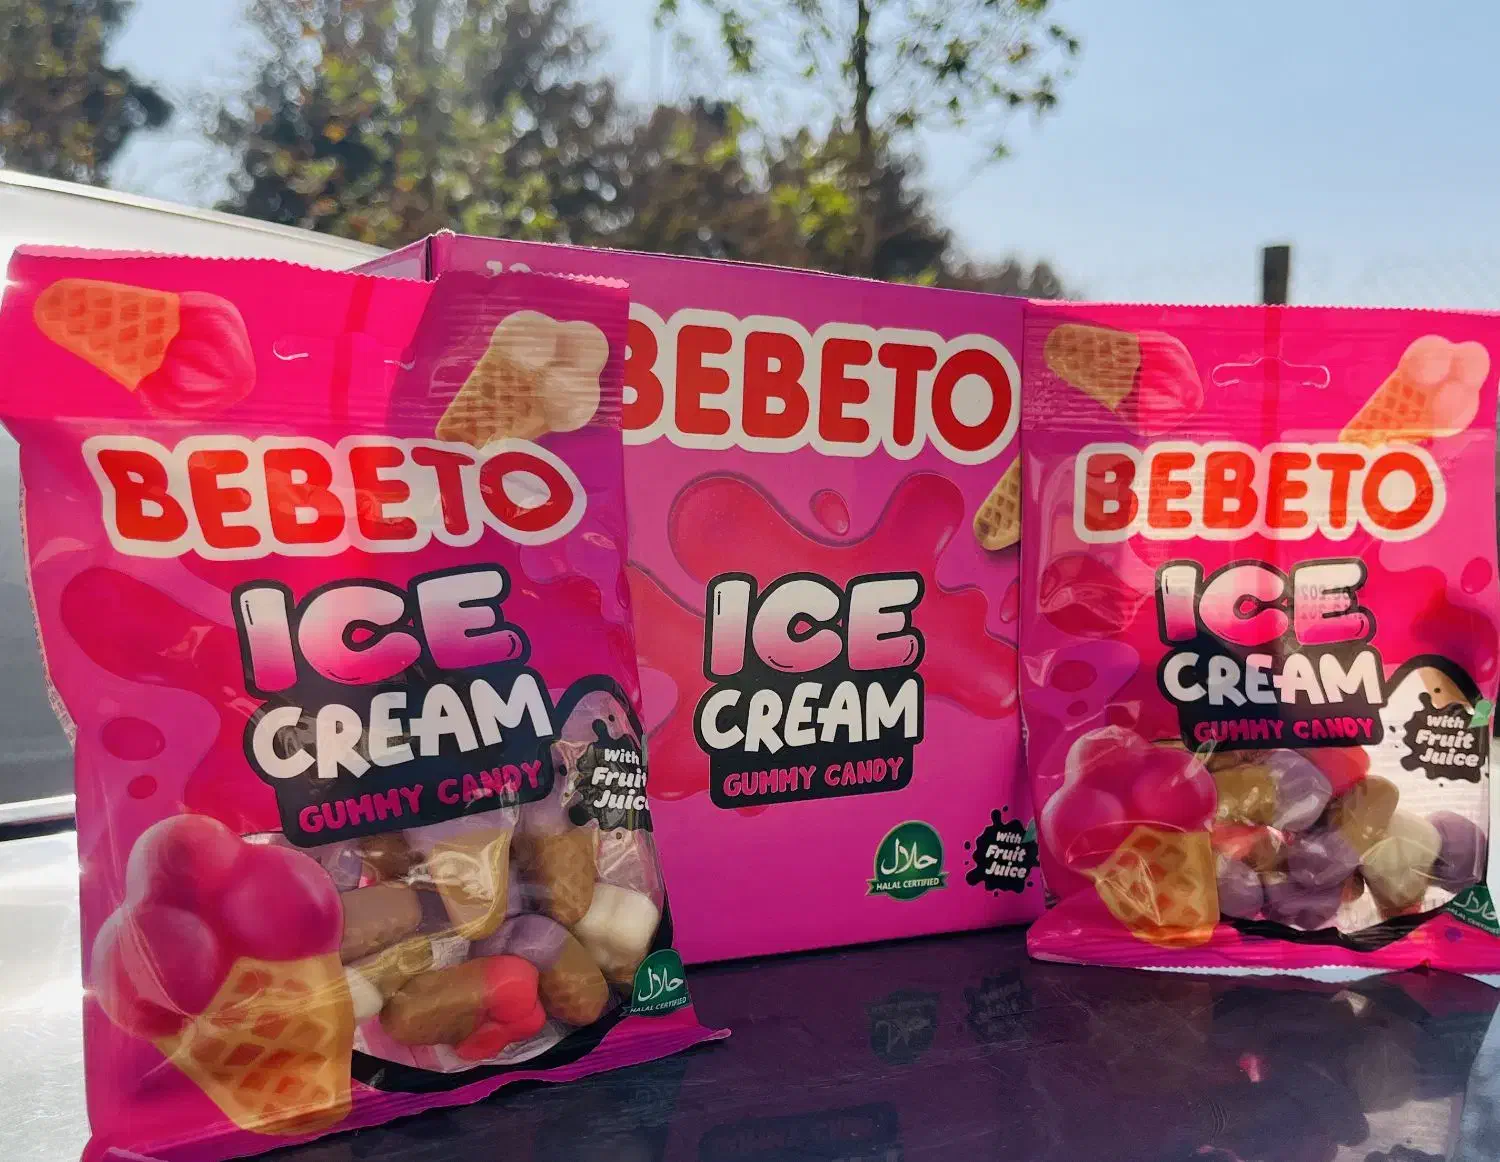 BEBETO
ICE
CREAM
GUMMY CANDY
With
Fruit
Juice
حلال
HALAL CERTIFIED
BEBETO
ICE
CREAM
GUMMY CANDY
حلال
HALAL CERTIFIED
With
Fruit
Juice
BEBETO
ICE
CREAM
GUMMY CANDY
With
Fruit
Juice
حلال